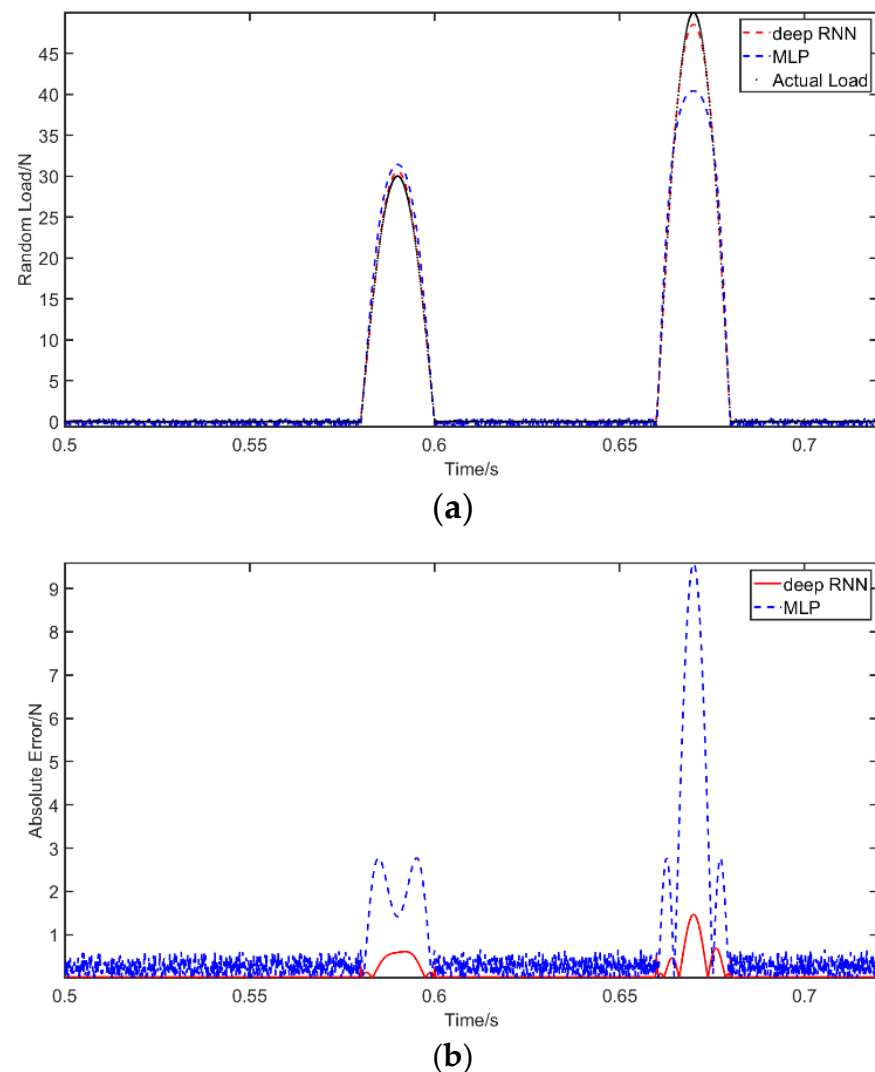 50
45
40
35
30
25
20
15
10
5
0
Random Load/N
deep RNN
MLP
Actual Load
0.5 0.55 0.6 0.65 0.7
Time/s
(a)
9
8
7
6
5
4
3
2
1
Absolute Error/N
deep RNN
MLP
0.5 0.55 0.6 0.65 0.7
Time/s
(b)